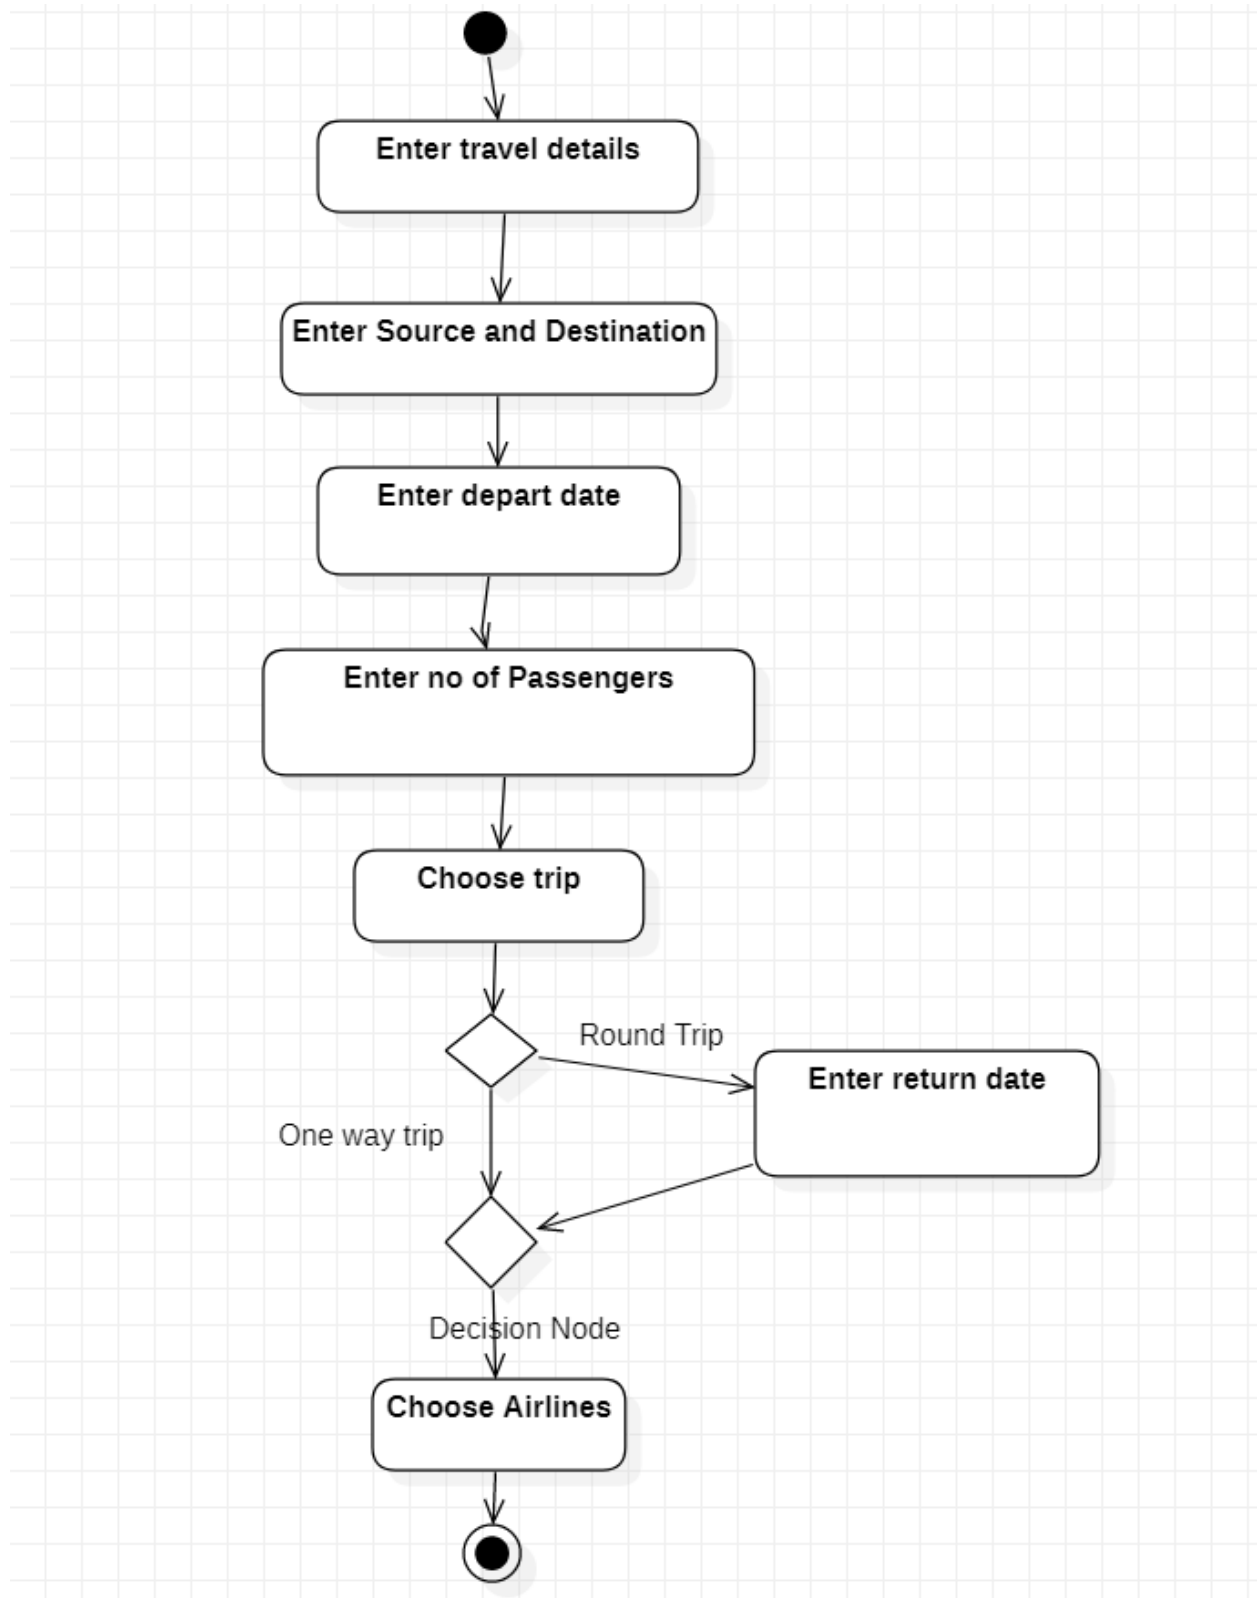 Enter travel details
Enter Source and Destination
Enter depart date
Enter no of Passengers
Choose trip
Round Trip
Enter return date
One way trip
Decision Node
Choose Airlines